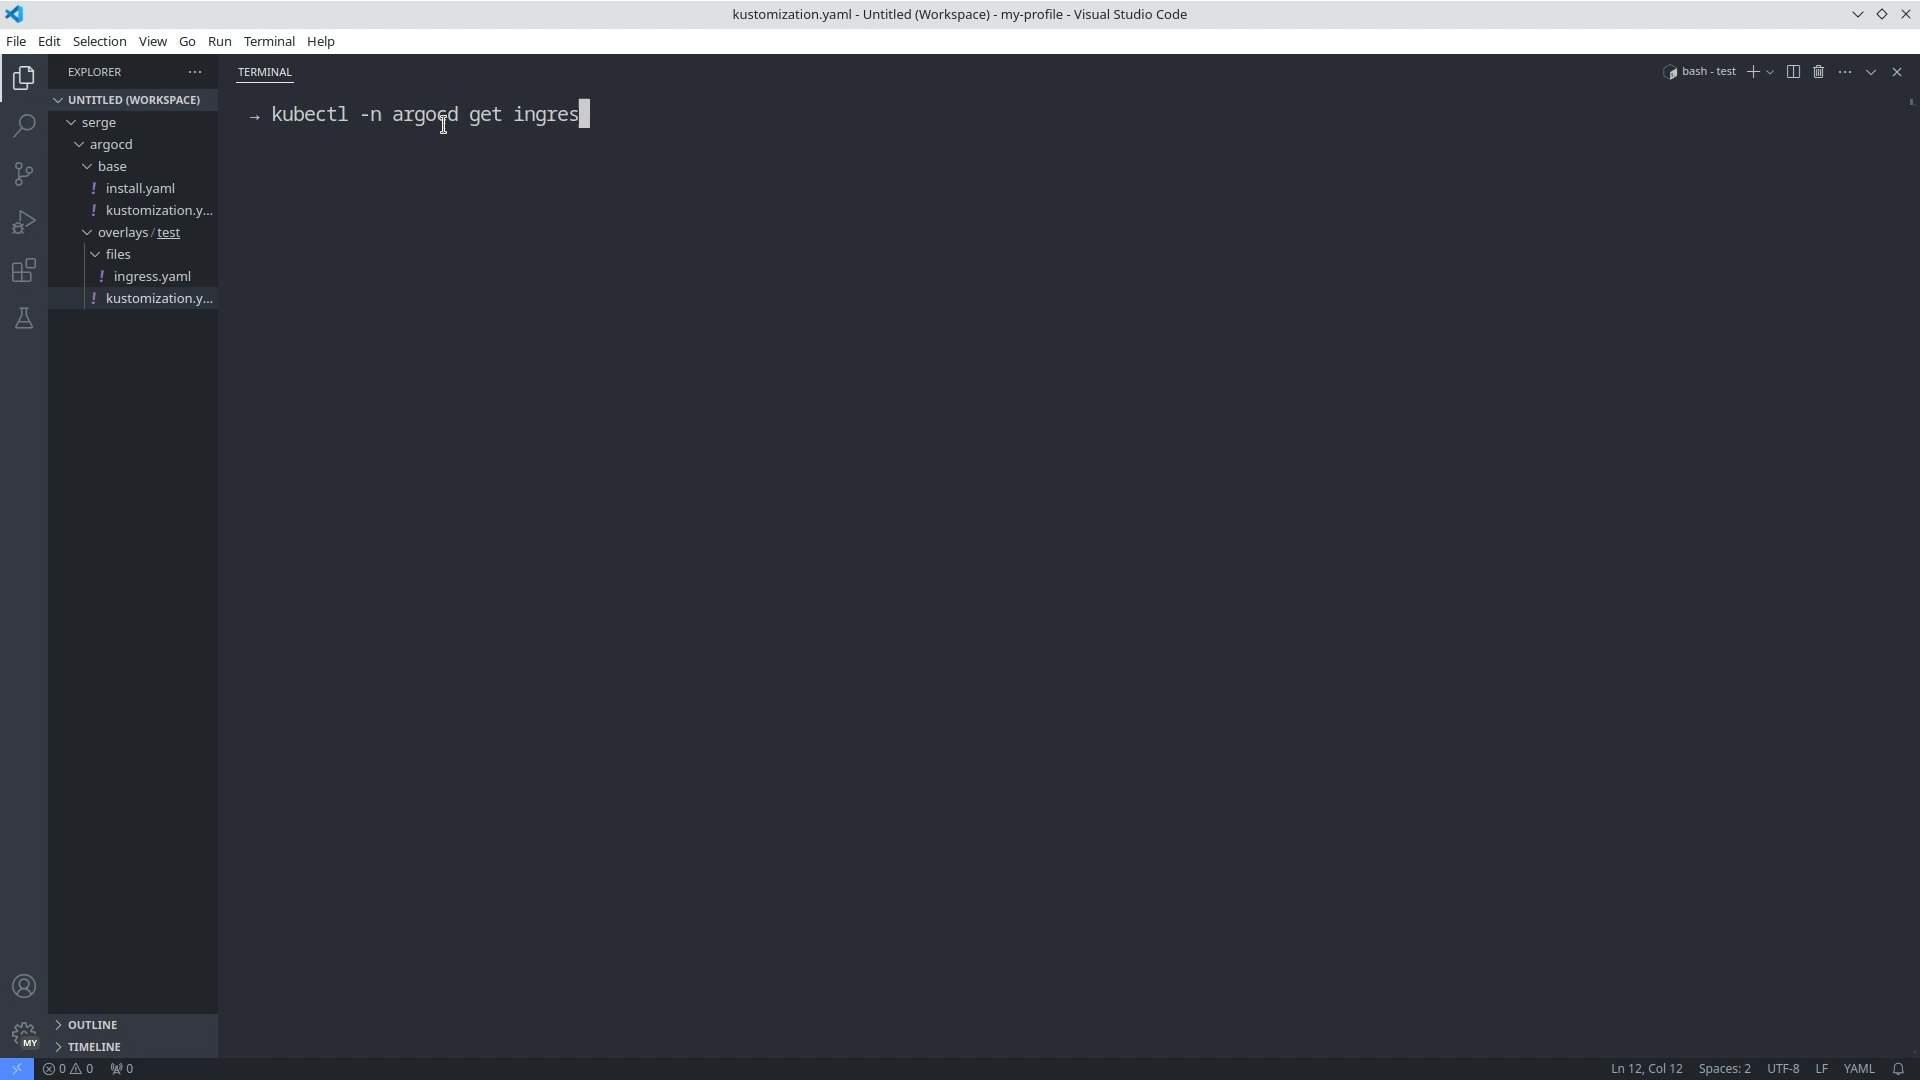 kustomization.yaml - Untitled (Workspace) - my-profile - Visual Studio Code
File Edit Selection View Go Run Terminal Help
EXPLORER
UNTITLED (WORKSPACE)
serge
argocd
base
! install.yaml
! kustomization.y...
overlays / test
files
! ingress.yaml
! kustomization.y...
OUTLINE
TIMELINE
MY
TERMINAL
bash - test
→ kubectl -n argocd get ingres
0 0 0
Ln 12, Col 12 Spaces: 2 UTF-8 LF YAML